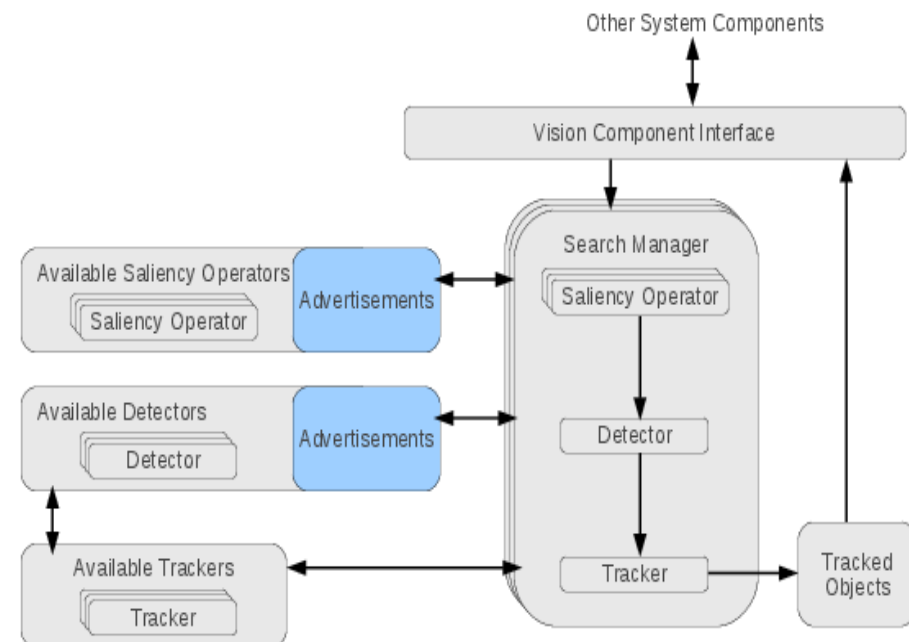 Other System Components
Vision Component Interface
Search Manager
Saliency Operator
Detector
Tracker
Available Saliency Operators
Saliency Operator
Advertisements
Available Detectors
Detector
Advertisements
Available Trackers
Tracker
Tracked
Objects